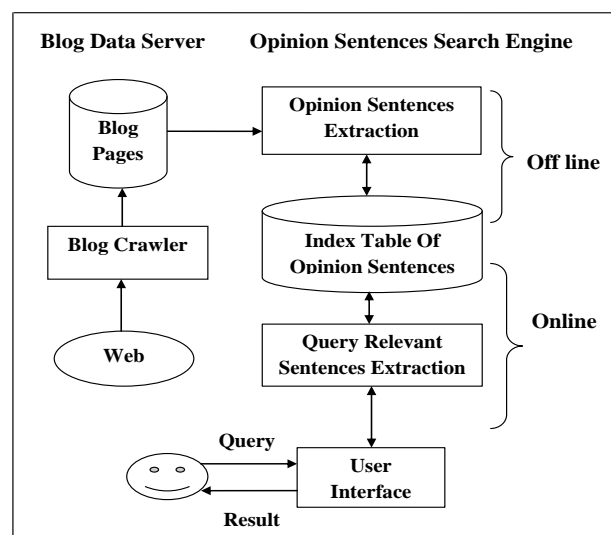 Blog Data Server
Opinion Sentences Search Engine
Blog
Pages
Opinion Sentences
Extraction
Off line
Blog Crawler
Index Table Of
Opinion Sentences
Online
Web
Query Relevant
Sentences Extraction
Query
User
Interface
Result